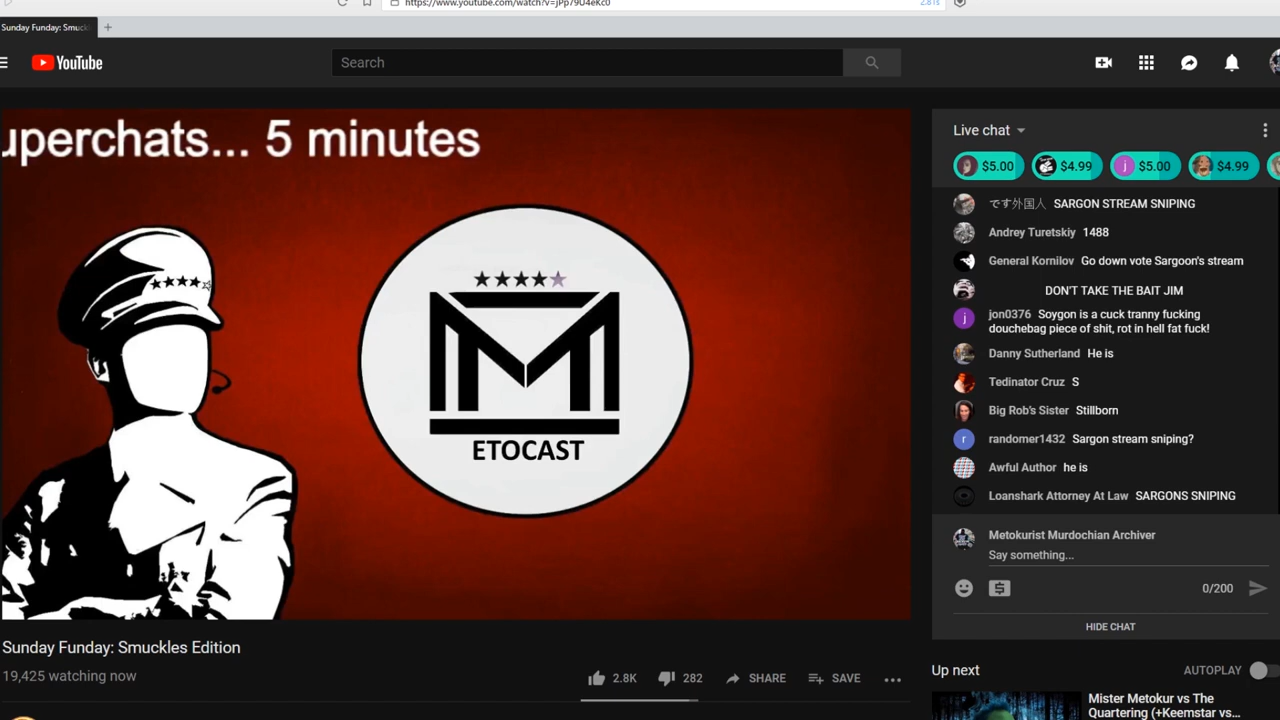 https://www.youtube.com/watch?v=jPp79U4eKc0
2.81s
Sunday Funday: Smuckl
YouTube
Search
uperchats... 5 minutes
ETOCAST
Live chat
$5.00
$4.99
$5.00
$4.99
です外国人 SARGON STREAM SNIPING
Andrey Turetskiy 1488
General Kornilov Go down vote Sargoon's stream
DON'T TAKE THE BAIT JIM
jon0376 Soygon is a cuck tranny fucking
douchebag piece of shit, rot in hell fat fuck!
Danny Sutherland He is
Tedinator Cruz S
Big Rob's Sister Stillborn
randomer1432 Sargon stream sniping?
Awful Author he is
Loanshark Attorney At Law SARGONS SNIPING
Metokurist Murdochian Archiver
Say something...
0/200
HIDE CHAT
Sunday Funday: Smuckles Edition
19,425 watching now
2.8K
282
SHARE
SAVE
Up next
AUTOPLAY
Mister Metokur vs The
Quartering (+Keemstar vs...